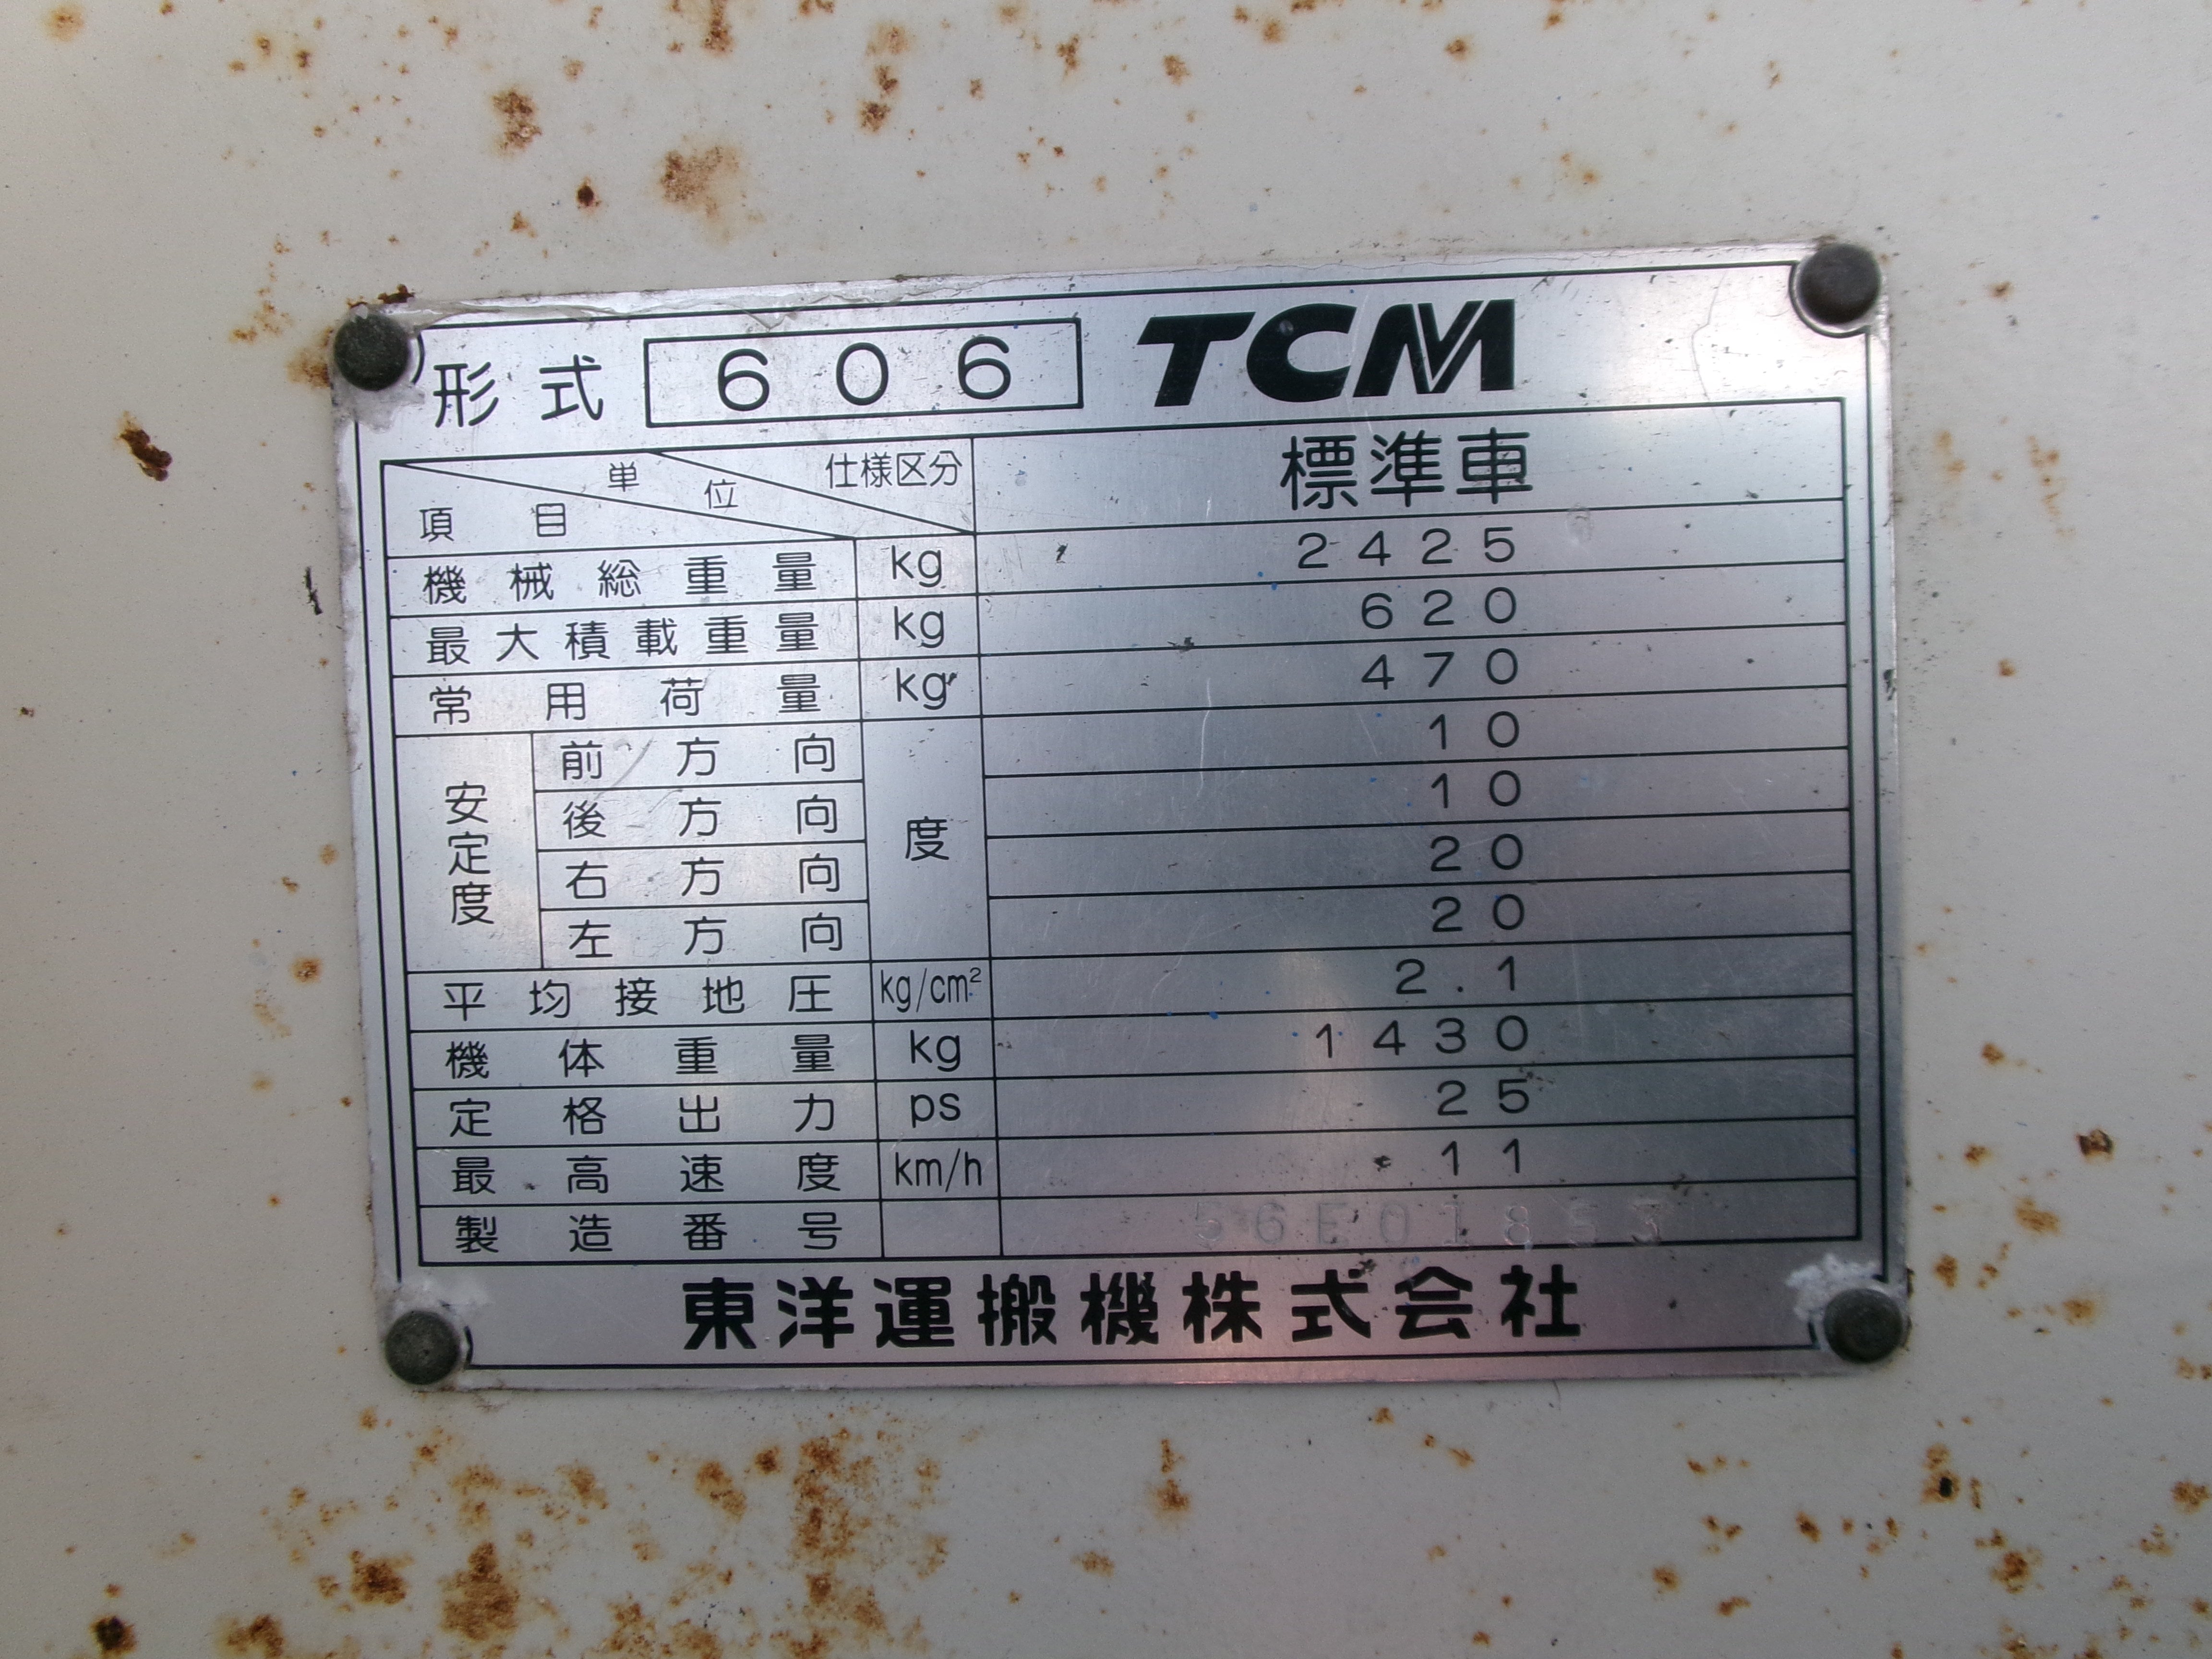 形式 606 TCM
単位 仕様区分 標準車
項目
機械総重量 kg 2425
最大積載重量 kg 620
常用荷重 kg 470
安定度 度
前方向 10
後方向 10
右方向 20
左方向 20
平均接地圧 kg/cm² 2.1
機体重量 kg 1430
定格出力 ps 25
最高速度 km/h 11
製造番号 56E01853
東洋運搬機株式会社